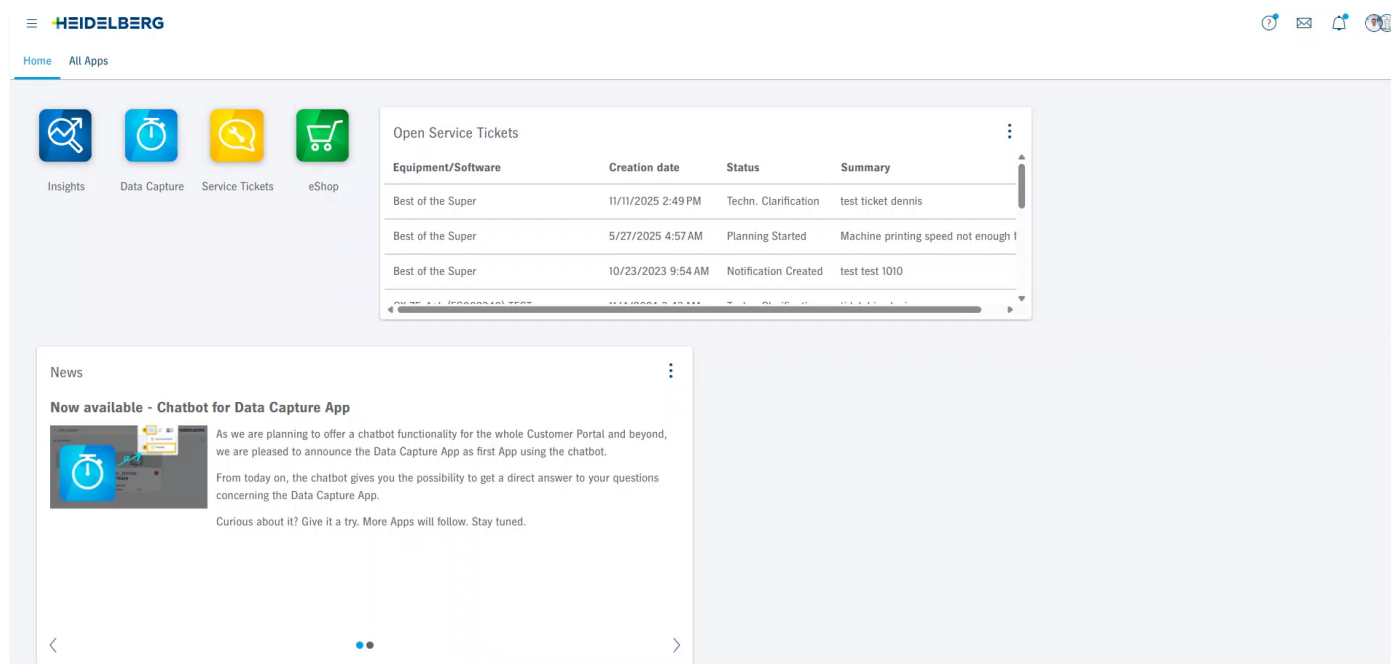 HEIDELBERG
Home All Apps
Insights Data Capture Service Tickets eShop
Open Service Tickets
Equipment/Software Creation date Status Summary
Best of the Super 11/11/2025 2:49 PM Techn. Clarification test ticket dennis
Best of the Super 5/27/2025 4:57 AM Planning Started Machine printing speed not enough
Best of the Super 10/23/2023 9:54 AM Notification Created test test 1010
News
Now available - Chatbot for Data Capture App
As we are planning to offer a chatbot functionality for the whole Customer Portal and beyond,
we are pleased to announce the Data Capture App as first App using the chatbot.
From today on, the chatbot gives you the possibility to get a direct answer to your questions
concerning the Data Capture App.
Curious about it? Give it a try. More Apps will follow. Stay tuned.